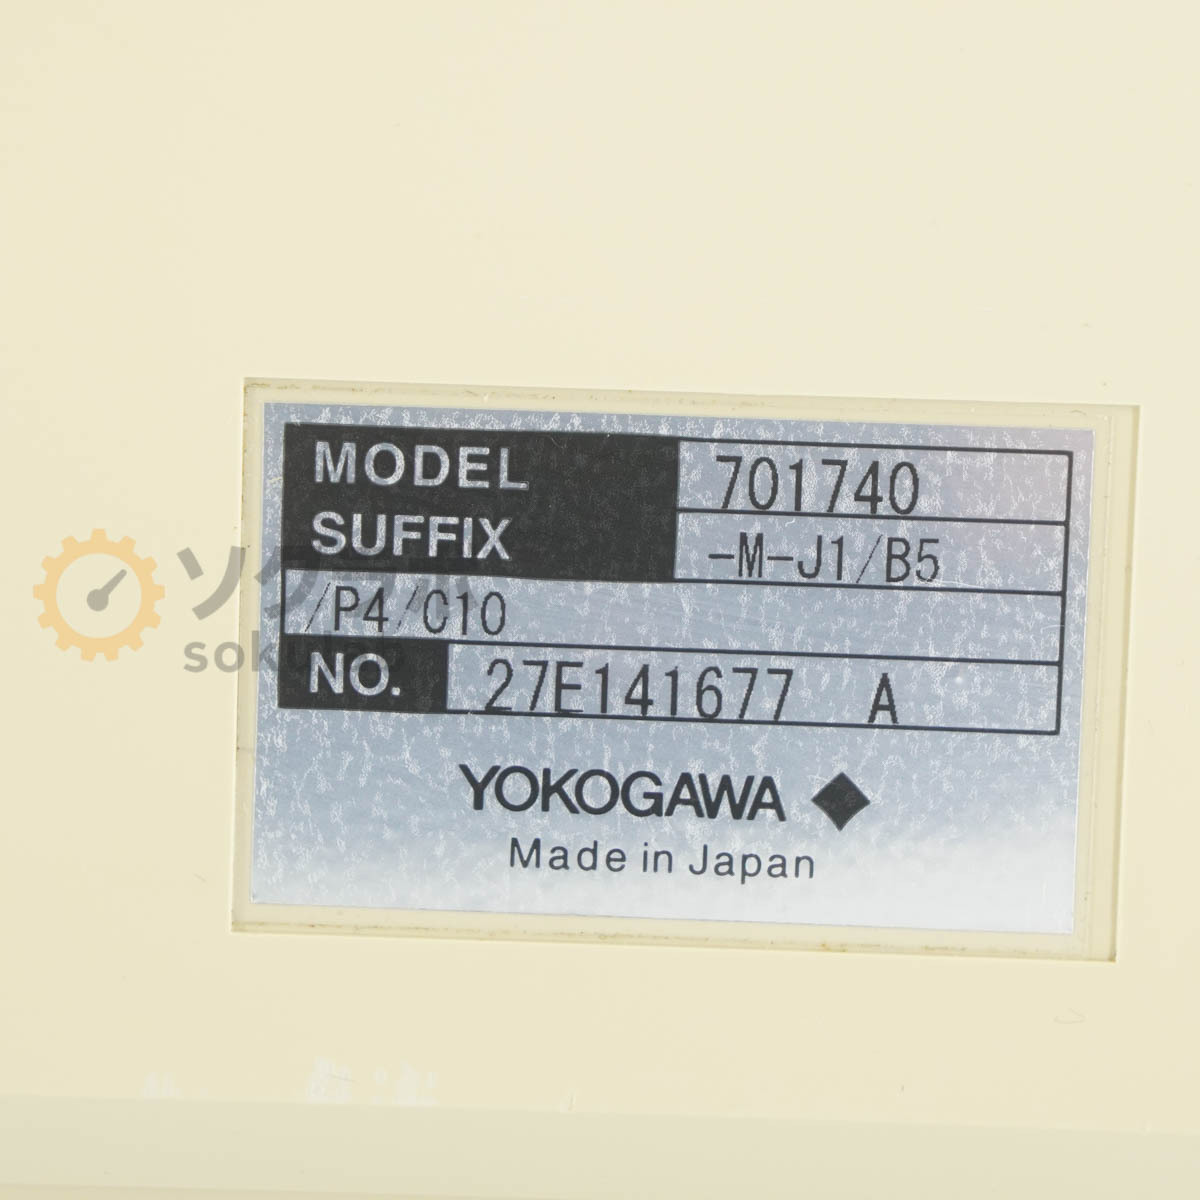 MODEL 701740
SUFFIX -M-J1/B5
/P4/C10
NO. 27E141677 A
YOKOGAWA
Made in Japan